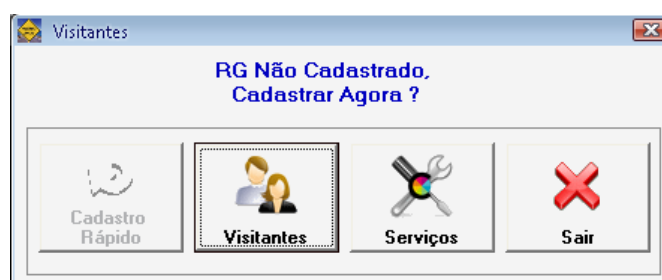 Visitantes
RG Não Cadastrado,
Cadastrar Agora ?
Cadastro
Rápido
Visitantes
Serviços
Sair